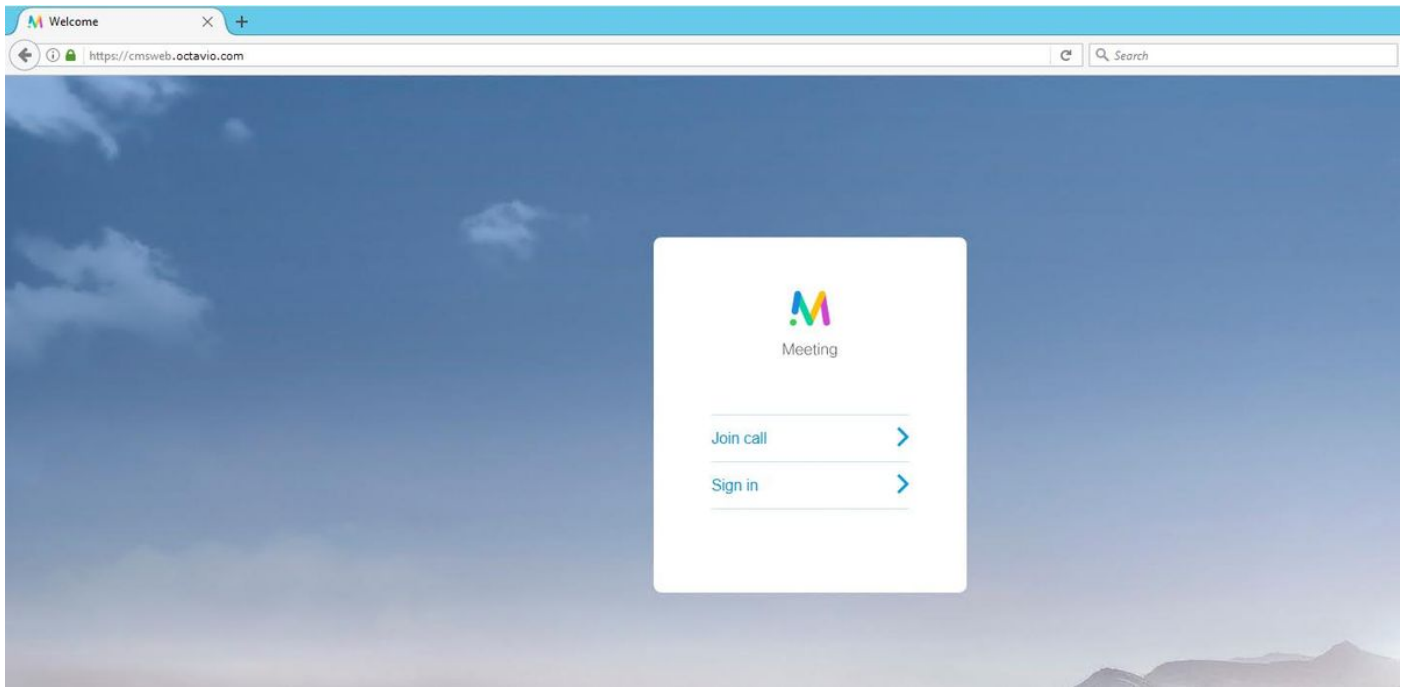 Welcome
https://cmsweb.octavio.com
Search
Meeting
Join call
Sign in